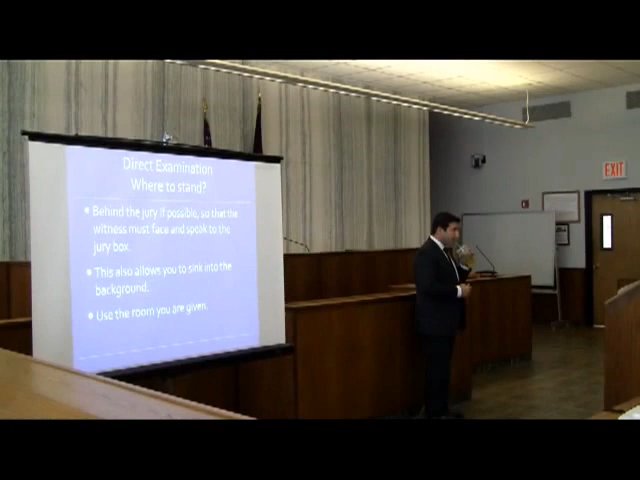 Direct Examination
Where to stand?
Behind the jury if possible, so that the
witness must face and speak to the
jury box.
This also allows you to sink into the
background.
Use the room you are given.
EXIT